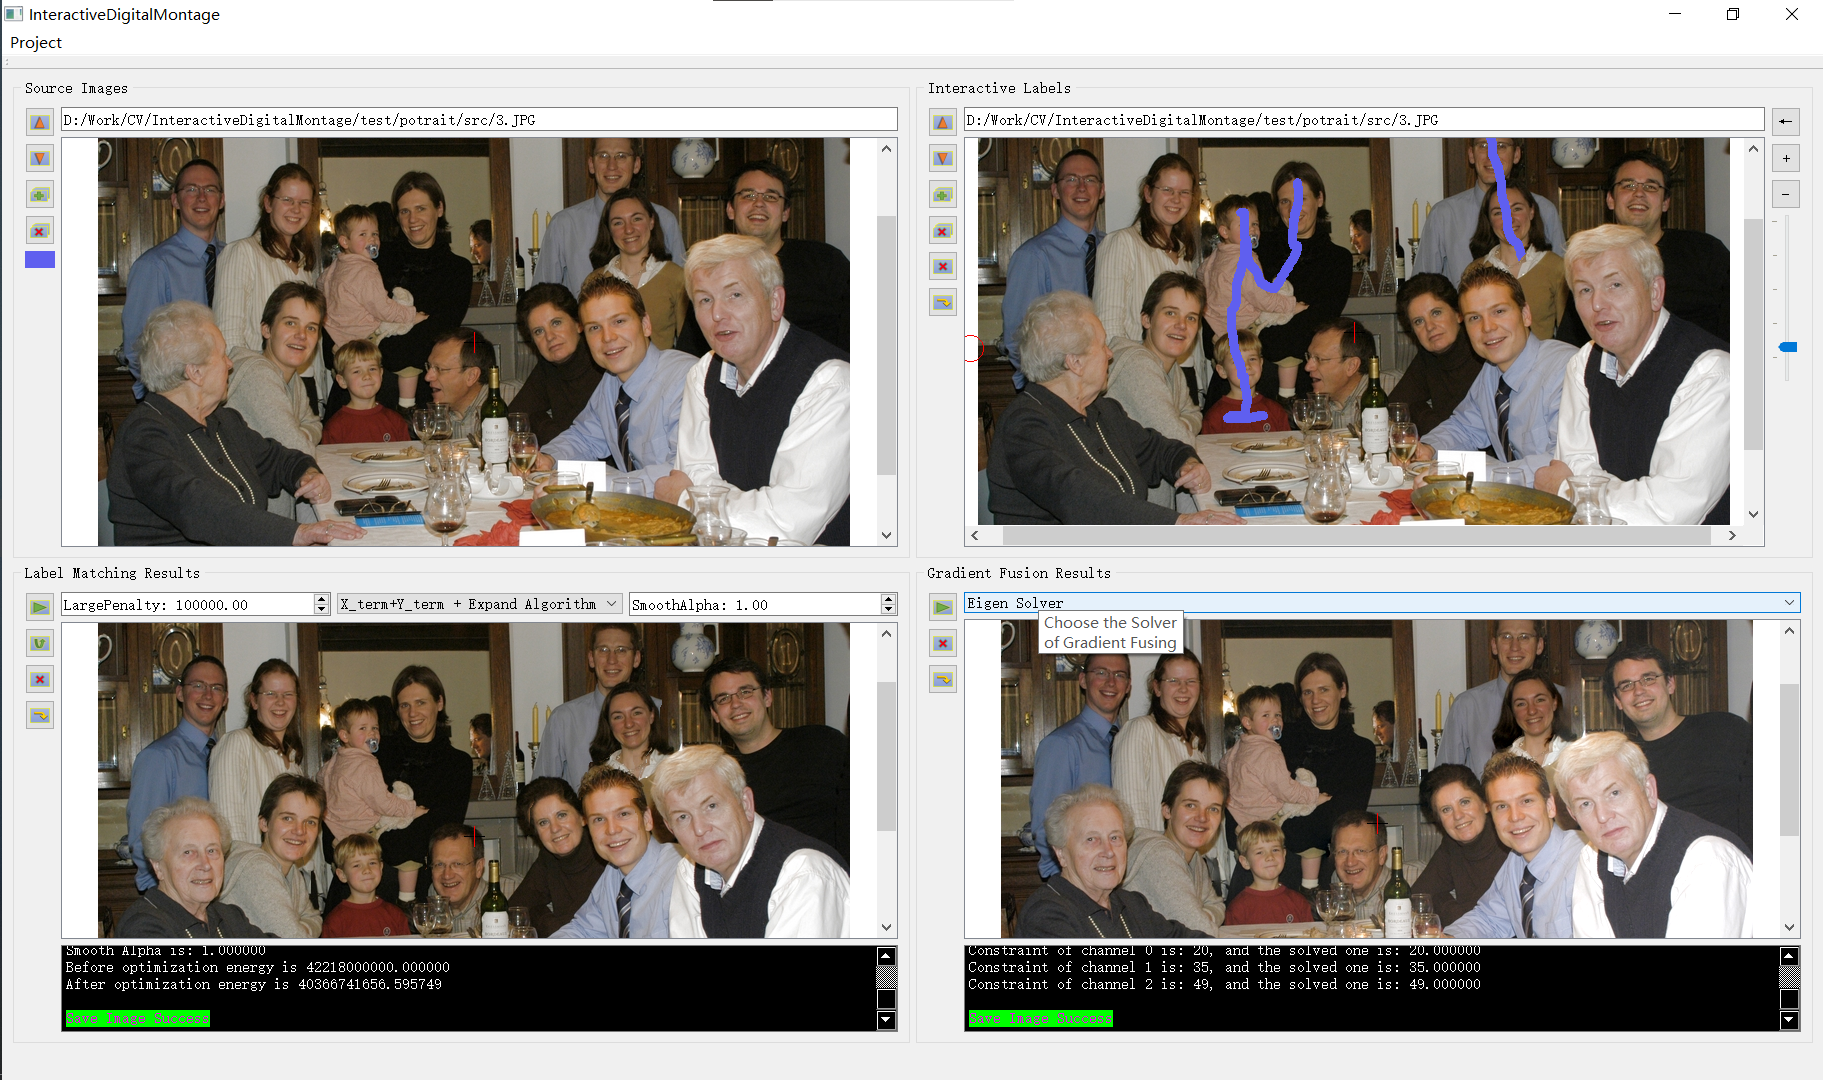 InteractiveDigitalMontage
Project
Source Images
D:/Work/CV/InteractiveDigitalMontage/test/potrait/src/3.JPG
Interactive Labels
D:/Work/CV/InteractiveDigitalMontage/test/potrait/src/3.JPG
←
+
−
Label Matching Results
LargePenalty: 100000.00
X_term+Y_term + Expand Algorithm
SmoothAlpha: 1.00
Smooth Alpha is: 1.000000
Before optimization energy is 42218000000.000000
After optimization energy is 40366741656.595749
Save Image Success
Gradient Fusion Results
Eigen Solver
Choose the Solver
of Gradient Fusing
Constraint of channel 0 is: 20, and the solved one is: 20.000000
Constraint of channel 1 is: 35, and the solved one is: 35.000000
Constraint of channel 2 is: 49, and the solved one is: 49.000000
Save Image Success